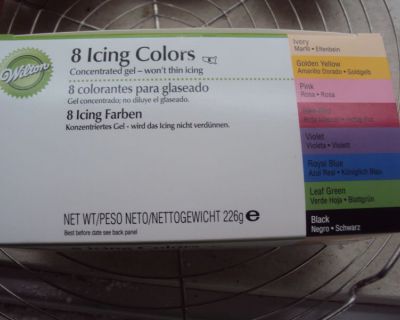 Wilton
8 Icing Colors
Concentrated gel – won't thin icing
8 colorantes para glaseado
Gel concentrado; no diluye el glaseado.
8 Icing Farben
Konzentriertes Gel - wird das Icing nicht verdünnen.
NET WT/PESO NETO/NETTOGEWICHT 226g e
Best before date see back panel
Ivory
Marfil • Elfenbein
Golden Yellow
Amarillo Dorado • Goldgelb
Pink
Rosa • Rosa
Violet
Violeta • Violett
Royal Blue
Azul Real • Königlich Blau
Leaf Green
Verde Hoja • Blattgrün
Black
Negro • Schwarz
8 Icing Colors